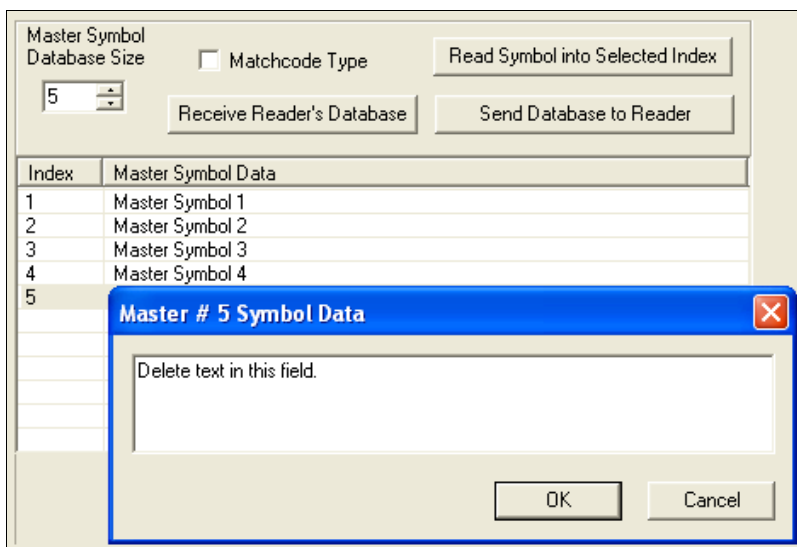 Master Symbol
Database Size
Matchcode Type
Read Symbol into Selected Index
5
Receive Reader's Database
Send Database to Reader
Index Master Symbol Data
1 Master Symbol 1
2 Master Symbol 2
3 Master Symbol 3
4 Master Symbol 4
5
Master # 5 Symbol Data
Delete text in this field.
OK Cancel